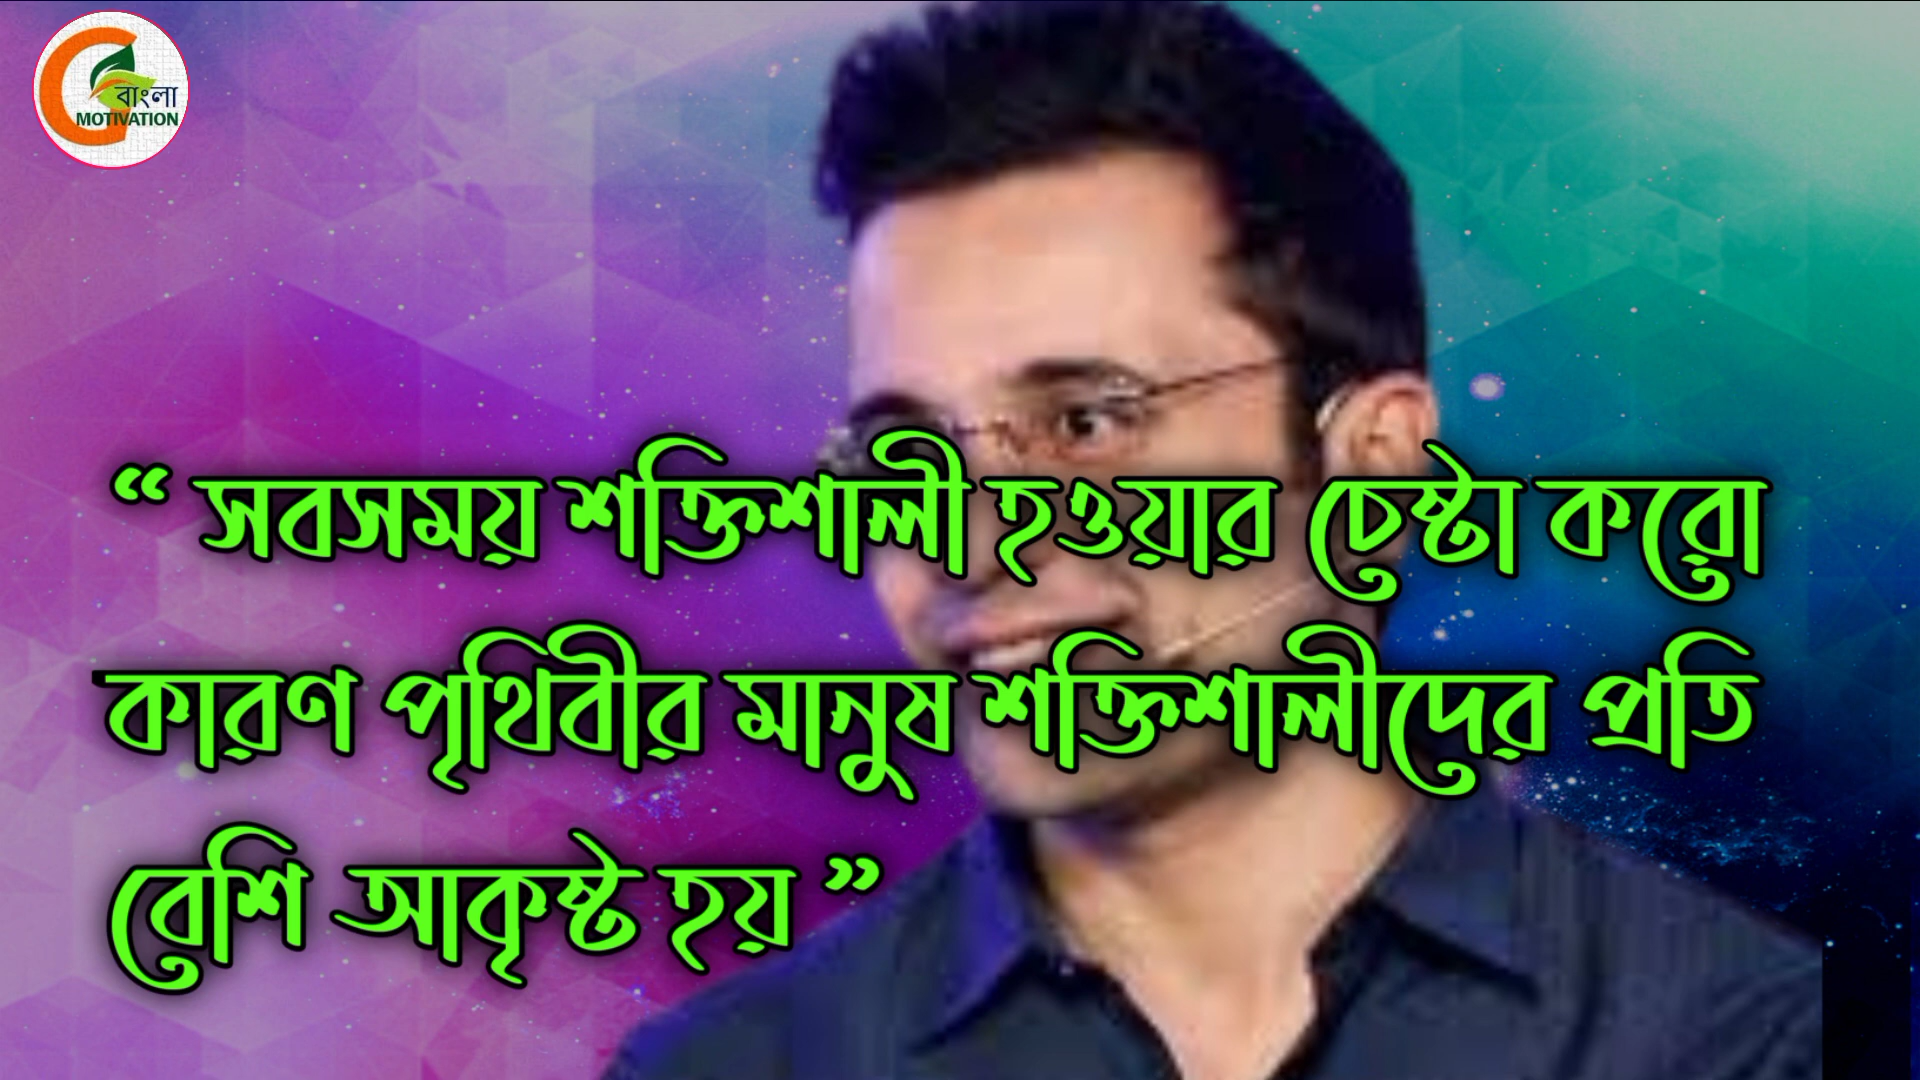 বাংলা
MOTIVATION
“ সবসময় শক্তিশালী হওয়ার চেষ্টা করো
কারণ পৃথিবীর মানুষ শক্তিশালীদের প্রতি
বেশি আকৃষ্ট হয় ”